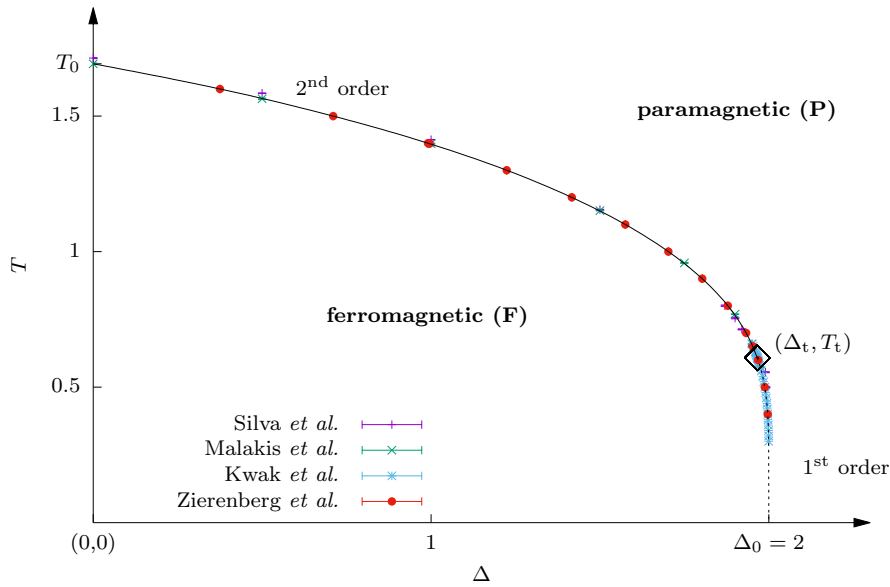 T₀
2ⁿᵈ order
1.5
paramagnetic (P)
1
T
ferromagnetic (F)
(Δₜ, Tₜ)
0.5
Silva et al.
Malakis et al.
Kwak et al.
Zierenberg et al.
1ˢᵗ order
(0,0)
1
Δ₀ = 2
Δ